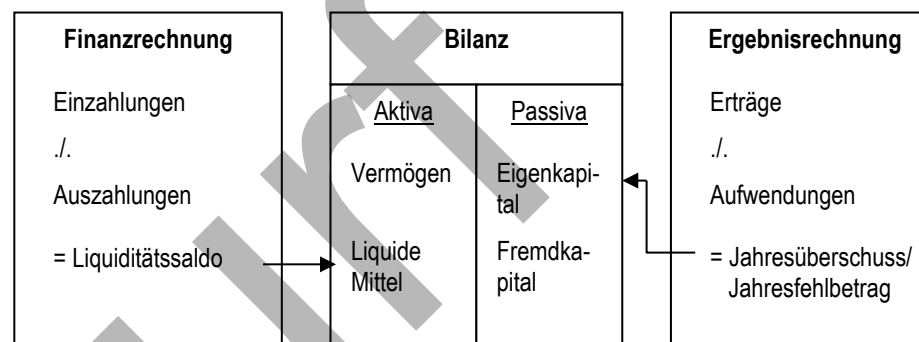 Finanzrechnung
Einzahlungen
./.
Auszahlungen
= Liquiditätssaldo
Bilanz
Aktiva
Vermögen
Liquide
Mittel
Passiva
Eigenkapi-
tal
Fremdka-
pital
Ergebnisrechnung
Erträge
./.
Aufwendungen
= Jahresüberschuss/
Jahresfehlbetrag